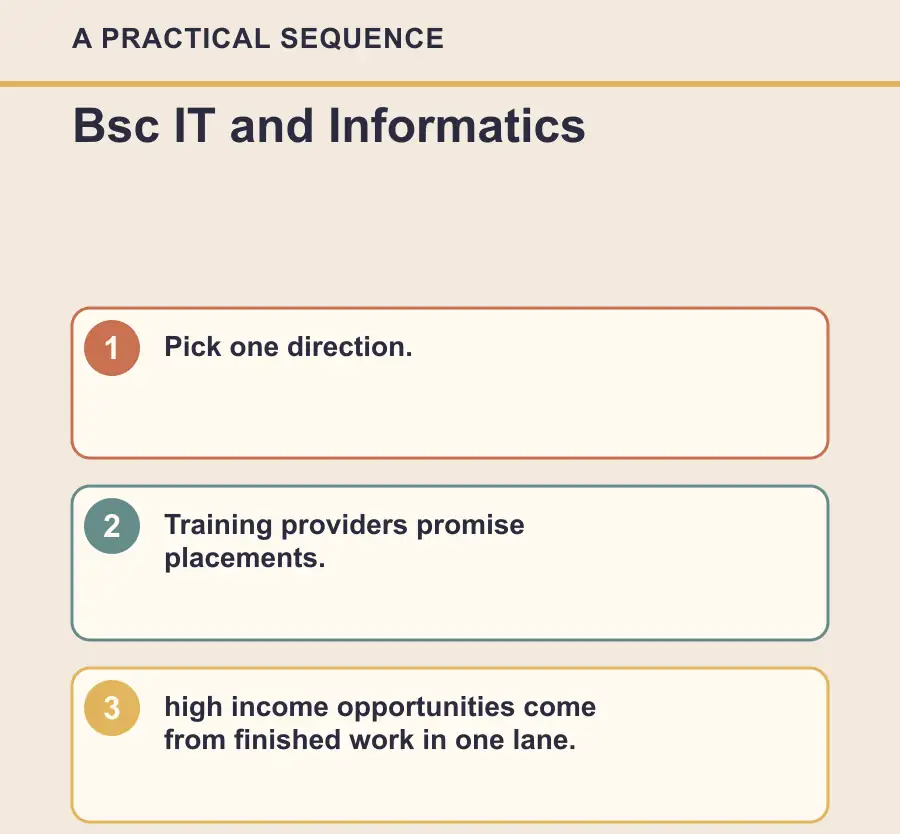 A PRACTICAL SEQUENCE
Bsc IT and Informatics
1
Pick one direction.
2
Training providers promise
placements.
3
high income opportunities come
from finished work in one lane.